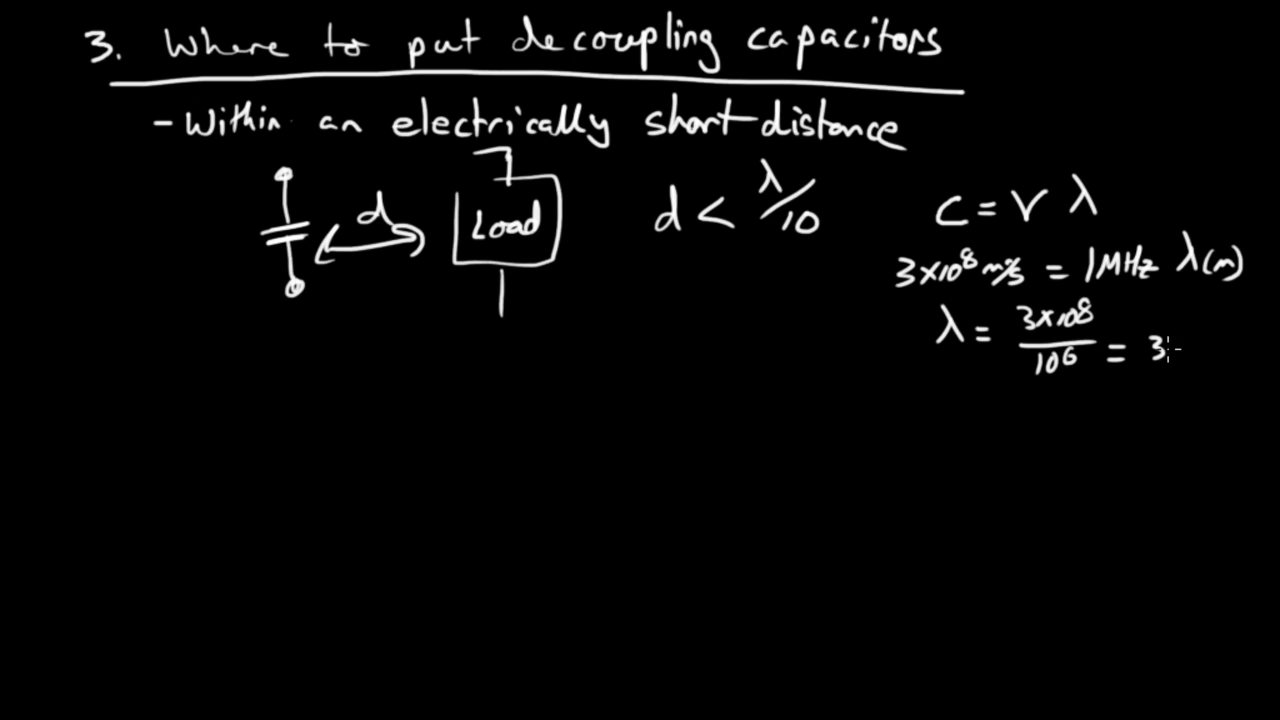 3. Where to put decoupling capacitors
- Within an electrically short distance
d
Load
d < λ/10
c = ν λ
3×10⁸ m/s = 1MHz λ(m)
λ = 3×10⁸/10⁶ = 3